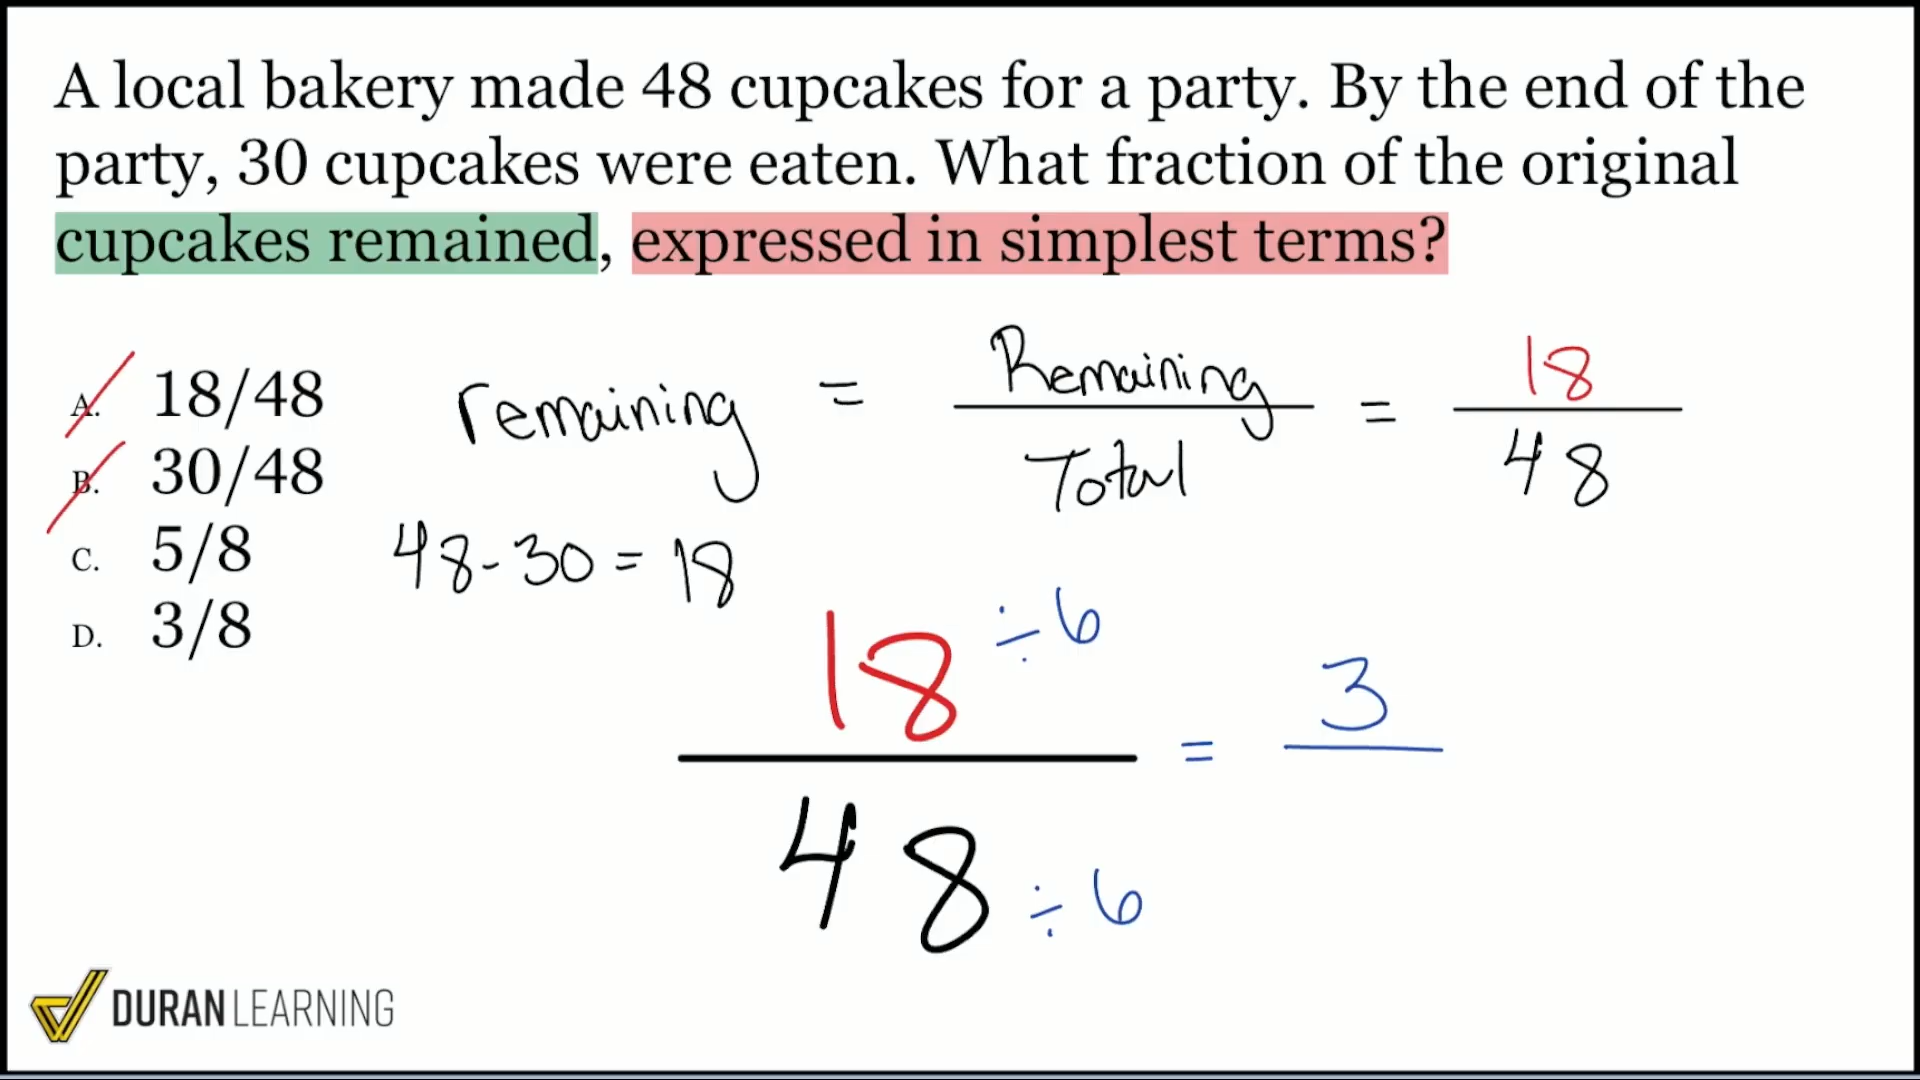 A local bakery made 48 cupcakes for a party. By the end of the
party, 30 cupcakes were eaten. What fraction of the original
cupcakes remained, expressed in simplest terms?
A. 18/48
B. 30/48
C. 5/8
D. 3/8
remaining = Remaining / Total = 18 / 48
48-30=18
18 ÷6
= 3
48 ÷6
DURAN LEARNING